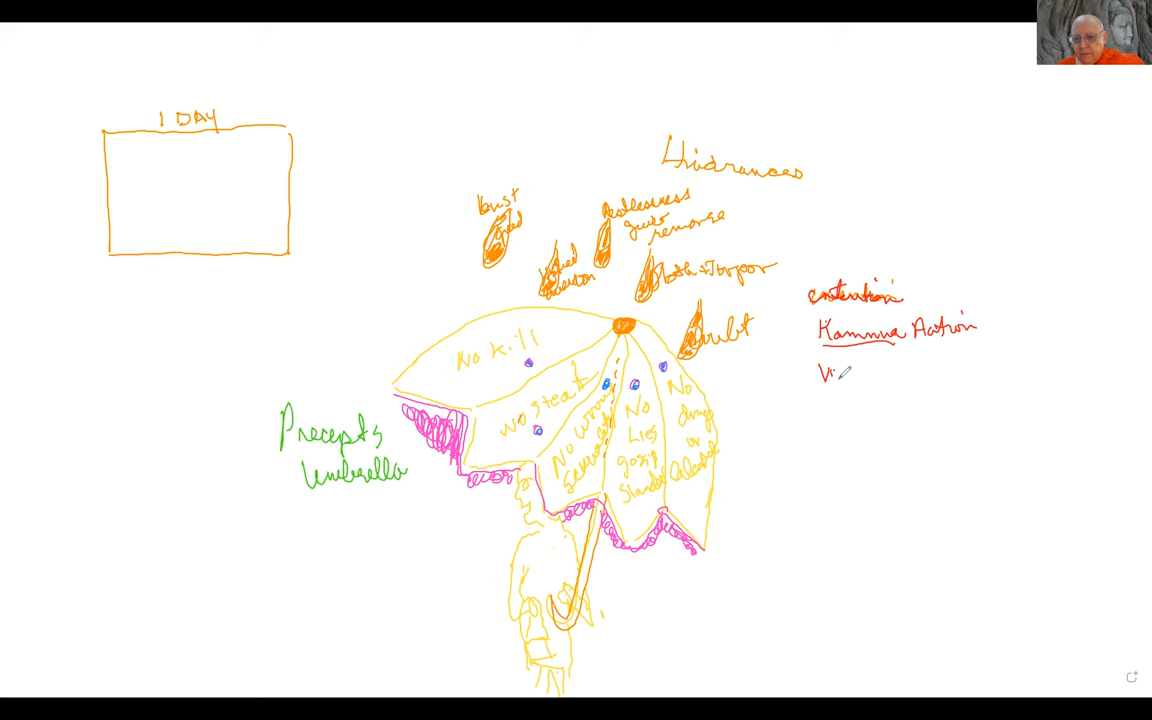 1 DAY
Hindrances
Lust
Greed
Restlessness
remorse
Hatred
aversion
Sloth + Torpor
Doubt
intention
Kamma Action
Vi
No kill
No steal
No wrong
sexuality
No
Lies
gossip
Slander
No
drugs
or
Alcohol
Precepts
Umbrella